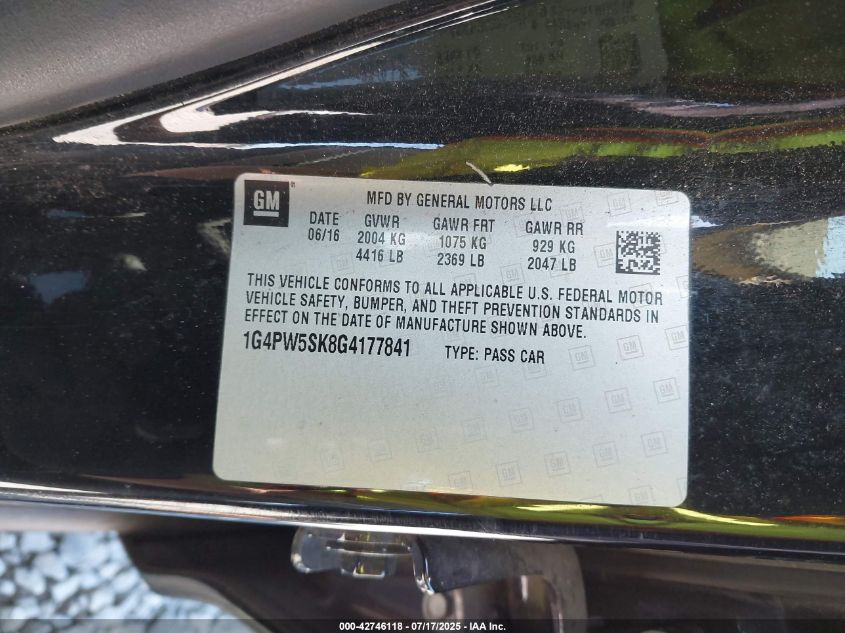 GM
MFD BY GENERAL MOTORS LLC
DATE GVWR GAWR FRT GAWR RR
06/16 2004 KG 1075 KG 929 KG
4416 LB 2369 LB 2047 LB
THIS VEHICLE CONFORMS TO ALL APPLICABLE U.S. FEDERAL MOTOR
VEHICLE SAFETY, BUMPER, AND THEFT PREVENTION STANDARDS IN
EFFECT ON THE DATE OF MANUFACTURE SHOWN ABOVE.
1G4PW5SK8G4177841 TYPE: PASS CAR
000-42746118 - 07/17/2025 - IAA Inc.